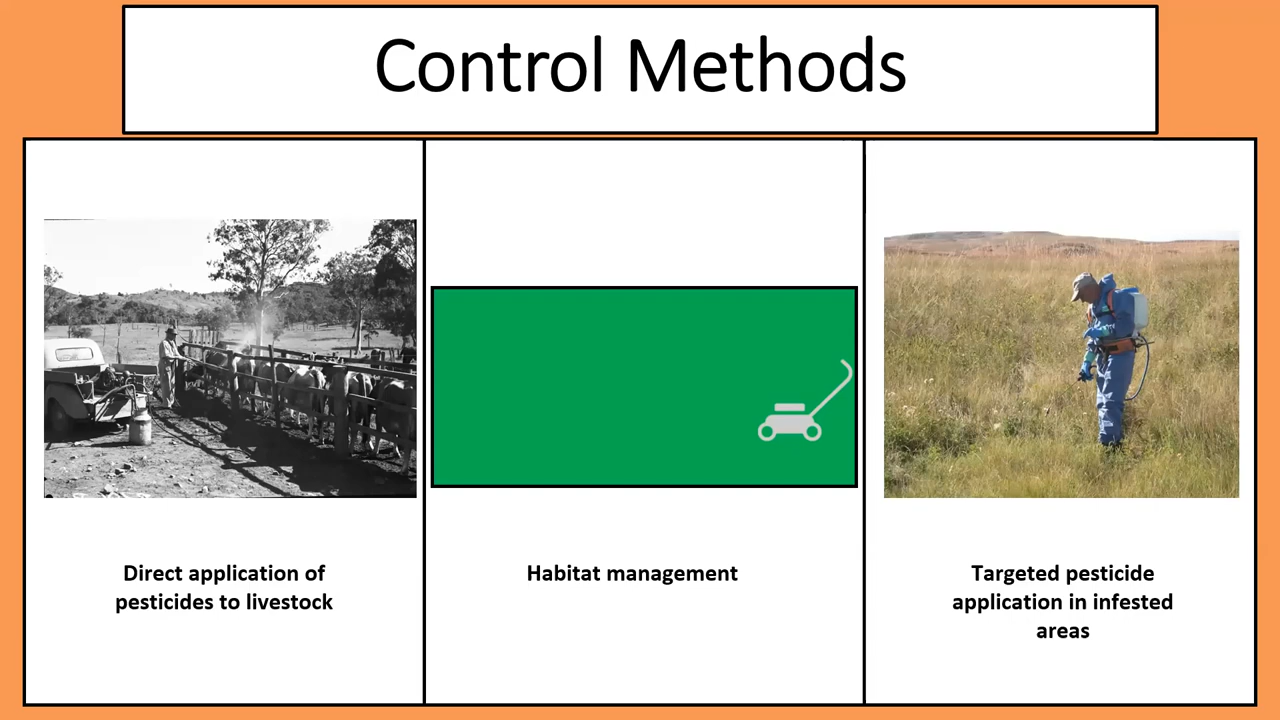 Control Methods
Direct application of
pesticides to livestock
Habitat management
Targeted pesticide
application in infested
areas